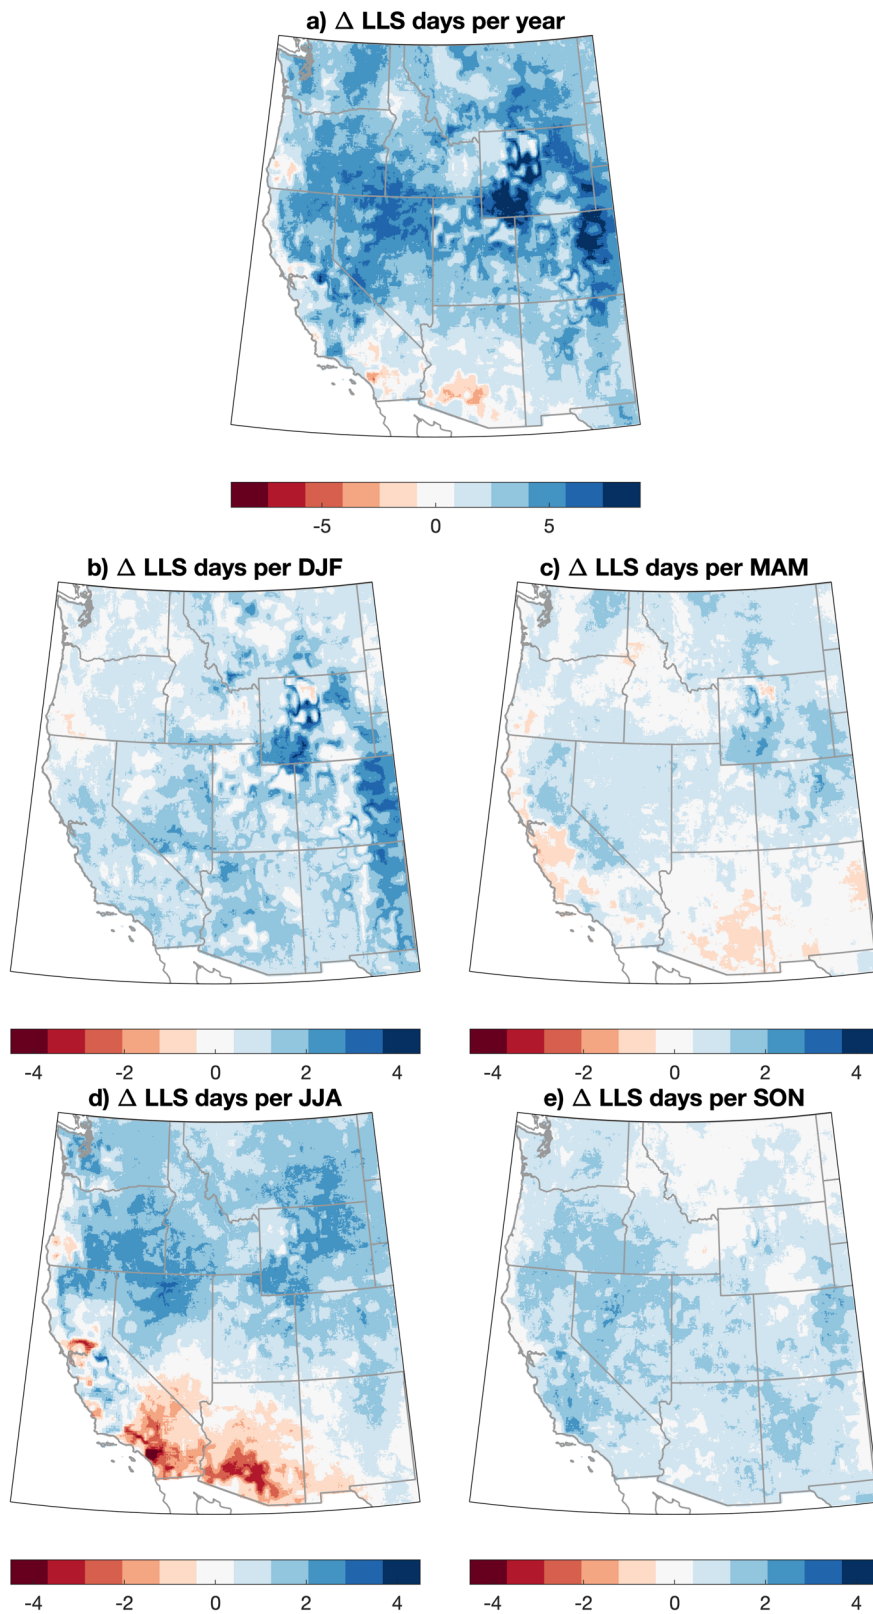 a) Δ LLS days per year
-5 0 5
b) Δ LLS days per DJF
c) Δ LLS days per MAM
-4 -2 0 2 4
-4 -2 0 2 4
d) Δ LLS days per JJA
e) Δ LLS days per SON
-4 -2 0 2 4
-4 -2 0 2 4